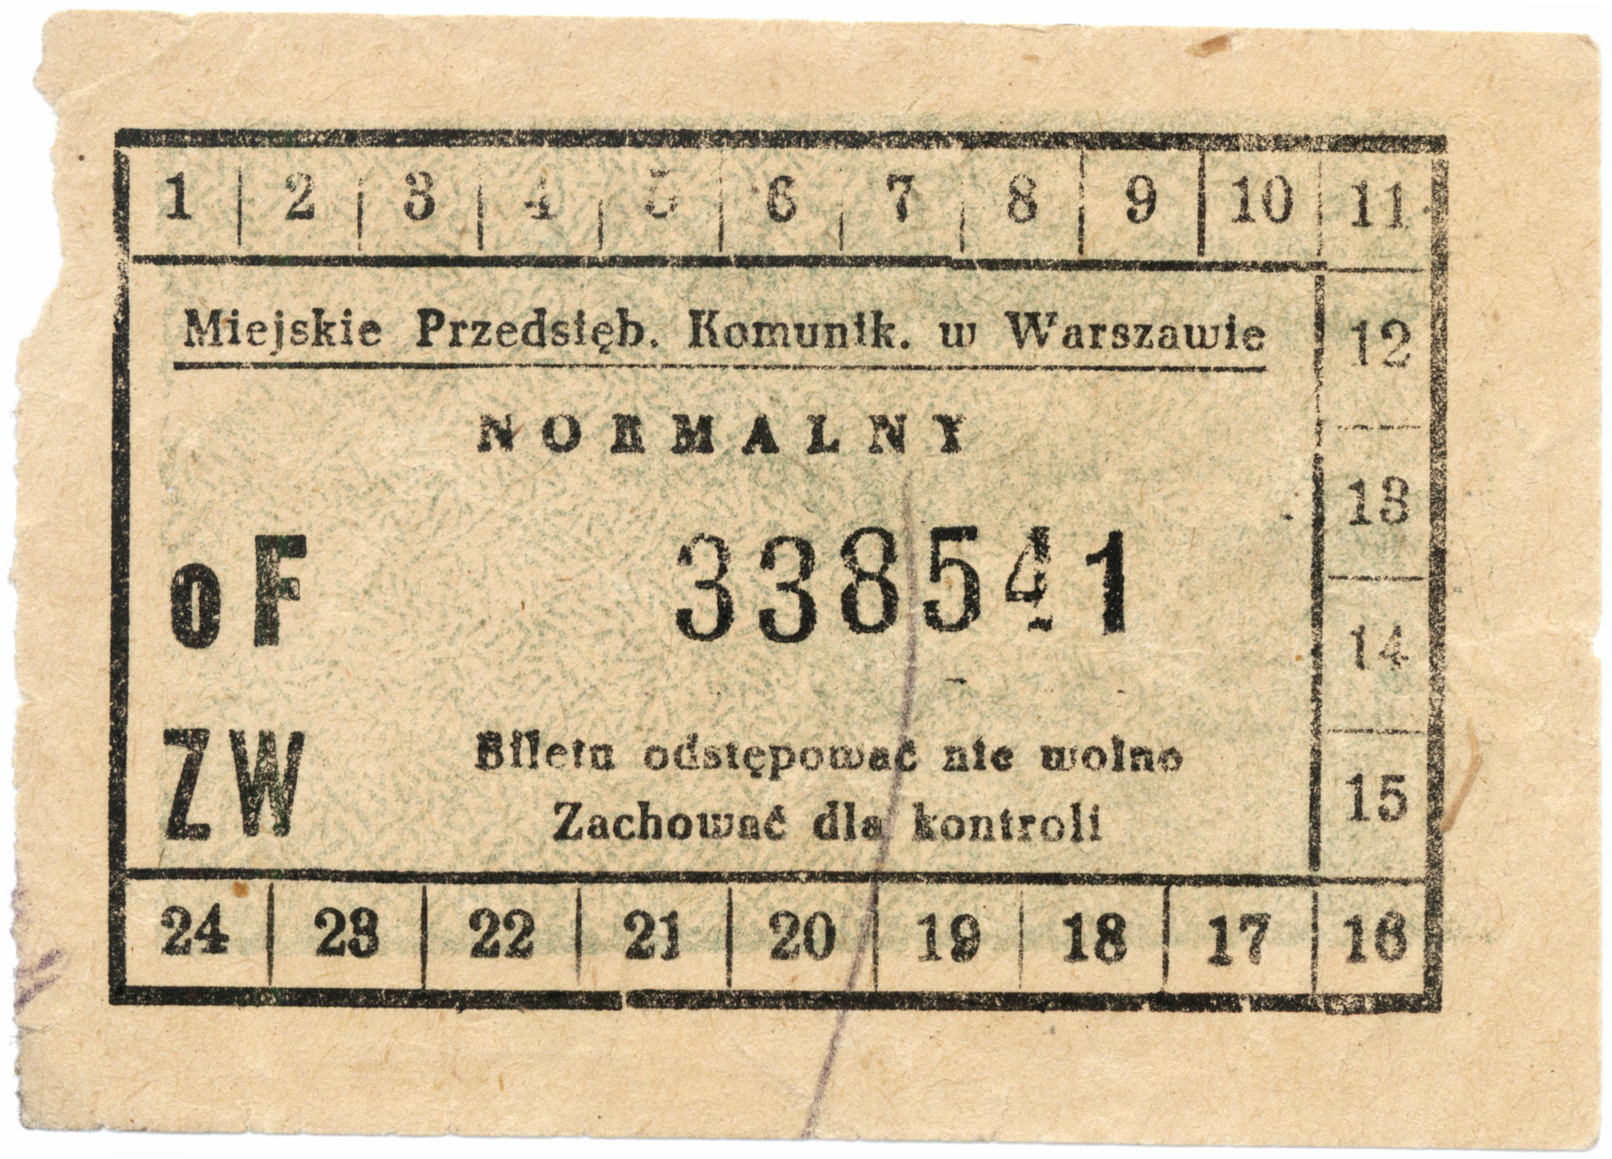 1 2 3 4 5 6 7 8 9 10 11
Miejskie Przedsięb. Komunik. w Warszawie
12
NORMALNY
13
oF 338541
14
ZW
Biletu odstępować nie wolno
Zachować dla kontroli
15
24 23 22 21 20 19 18 17 16